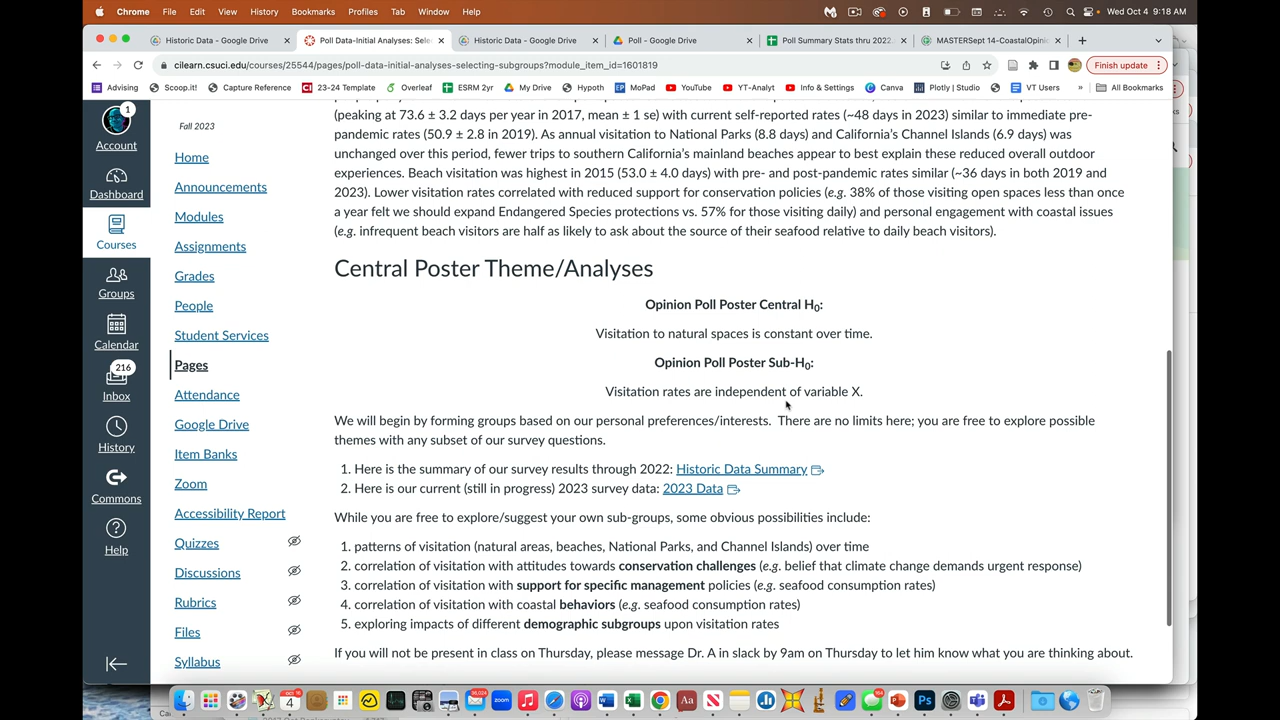 Chrome File Edit View History Bookmarks Profiles Tab Window Help Wed Oct 4 9:18 AM
Historic Data - Google Drive Poll Data-Initial Analyses: Sele Historic Data - Google Drive Poll - Google Drive Poll Summary Stats thru 2022. MASTERSept 14-CoastalOpinio
cilearn.csuci.edu/courses/25544/pages/poll-data-initial-analyses-selecting-subgroups?module_item_id=1601819 Finish update
Advising Scoop.it! Capture Reference 23-24 Template Overleaf ESRM 2yr My Drive YouTube YT-Analyt Info & Settings Hypoth MoPad Canva Plotly | Studio VT Users » All Bookmarks
1
Account
Dashboard
Courses
Groups
Calendar
216
Inbox
History
Commons
Help
Fall 2023
Home
Announcements
Modules
Assignments
Grades
People
Student Services
Pages
Attendance
Google Drive
Item Banks
Zoom
Accessibility Report
Quizzes
Discussions
Rubrics
Files
Syllabus
(peaking at 73.6 ± 3.2 days per year in 2017, mean ± 1 se) with current self-reported rates (~48 days in 2023) similar to immediate pre-
pandemic rates (50.9 ± 2.8 in 2019). As annual visitation to National Parks (8.8 days) and California's Channel Islands (6.9 days) was
unchanged over this period, fewer trips to southern California's mainland beaches appear to best explain these reduced overall outdoor
experiences. Beach visitation was highest in 2015 (53.0 ± 4.0 days) with pre- and post-pandemic rates similar (~36 days in both 2019 and
2023). Lower visitation rates correlated with reduced support for conservation policies (e.g. 38% of those visiting open spaces less than once
a year felt we should expand Endangered Species protections vs. 57% for those visiting daily) and personal engagement with coastal issues
(e.g. infrequent beach visitors are half as likely to ask about the source of their seafood relative to daily beach visitors).
Central Poster Theme/Analyses
Opinion Poll Poster Central H0:
Visitation to natural spaces is constant over time.
Opinion Poll Poster Sub-H0:
Visitation rates are independent of variable X.
We will begin by forming groups based on our personal preferences/interests. There are no limits here; you are free to explore possible
themes with any subset of our survey questions.
1. Here is the summary of our survey results through 2022: Historic Data Summary
2. Here is our current (still in progress) 2023 survey data: 2023 Data
While you are free to explore/suggest your own sub-groups, some obvious possibilities include:
1. patterns of visitation (natural areas, beaches, National Parks, and Channel Islands) over time
2. correlation of visitation with attitudes towards conservation challenges (e.g. belief that climate change demands urgent response)
3. correlation of visitation with support for specific management policies (e.g. seafood consumption rates)
4. correlation of visitation with coastal behaviors (e.g. seafood consumption rates)
5. exploring impacts of different demographic subgroups upon visitation rates
If you will not be present in class on Thursday, please message Dr. A in slack by 9am on Thursday to let him know what you are thinking about.